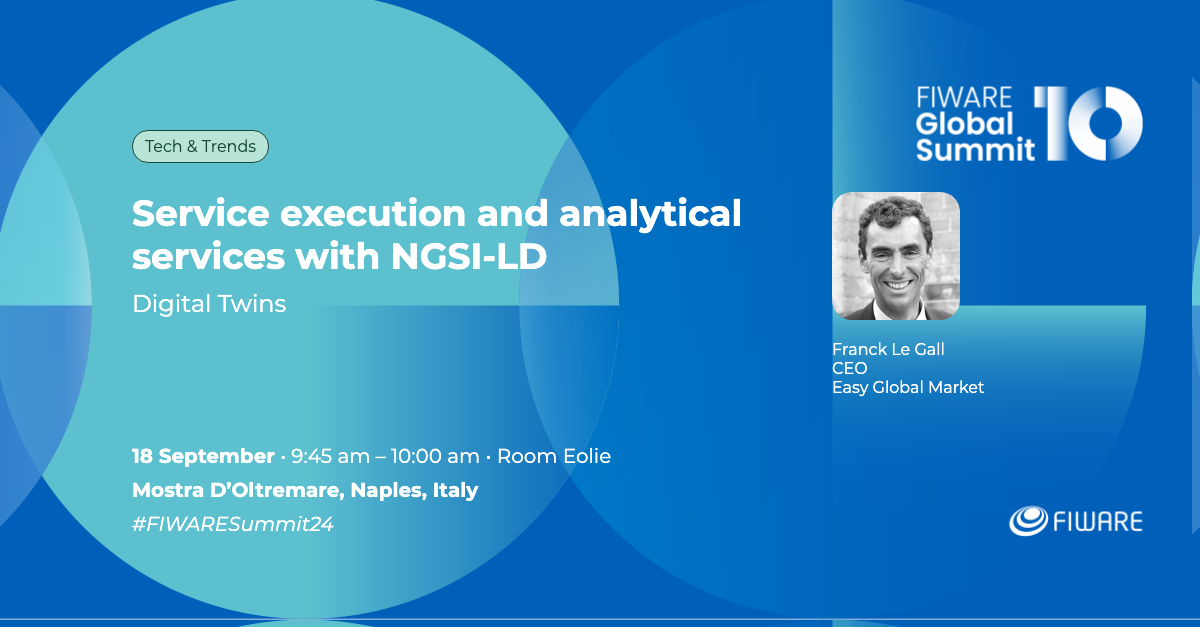 Tech & Trends
Service execution and analytical
services with NGSI-LD
Digital Twins
18 September · 9:45 am – 10:00 am · Room Eolie
Mostra D’Oltremare, Naples, Italy
#FIWARESummit24
FIWARE
Global
Summit 10
Franck Le Gall
CEO
Easy Global Market
FIWARE